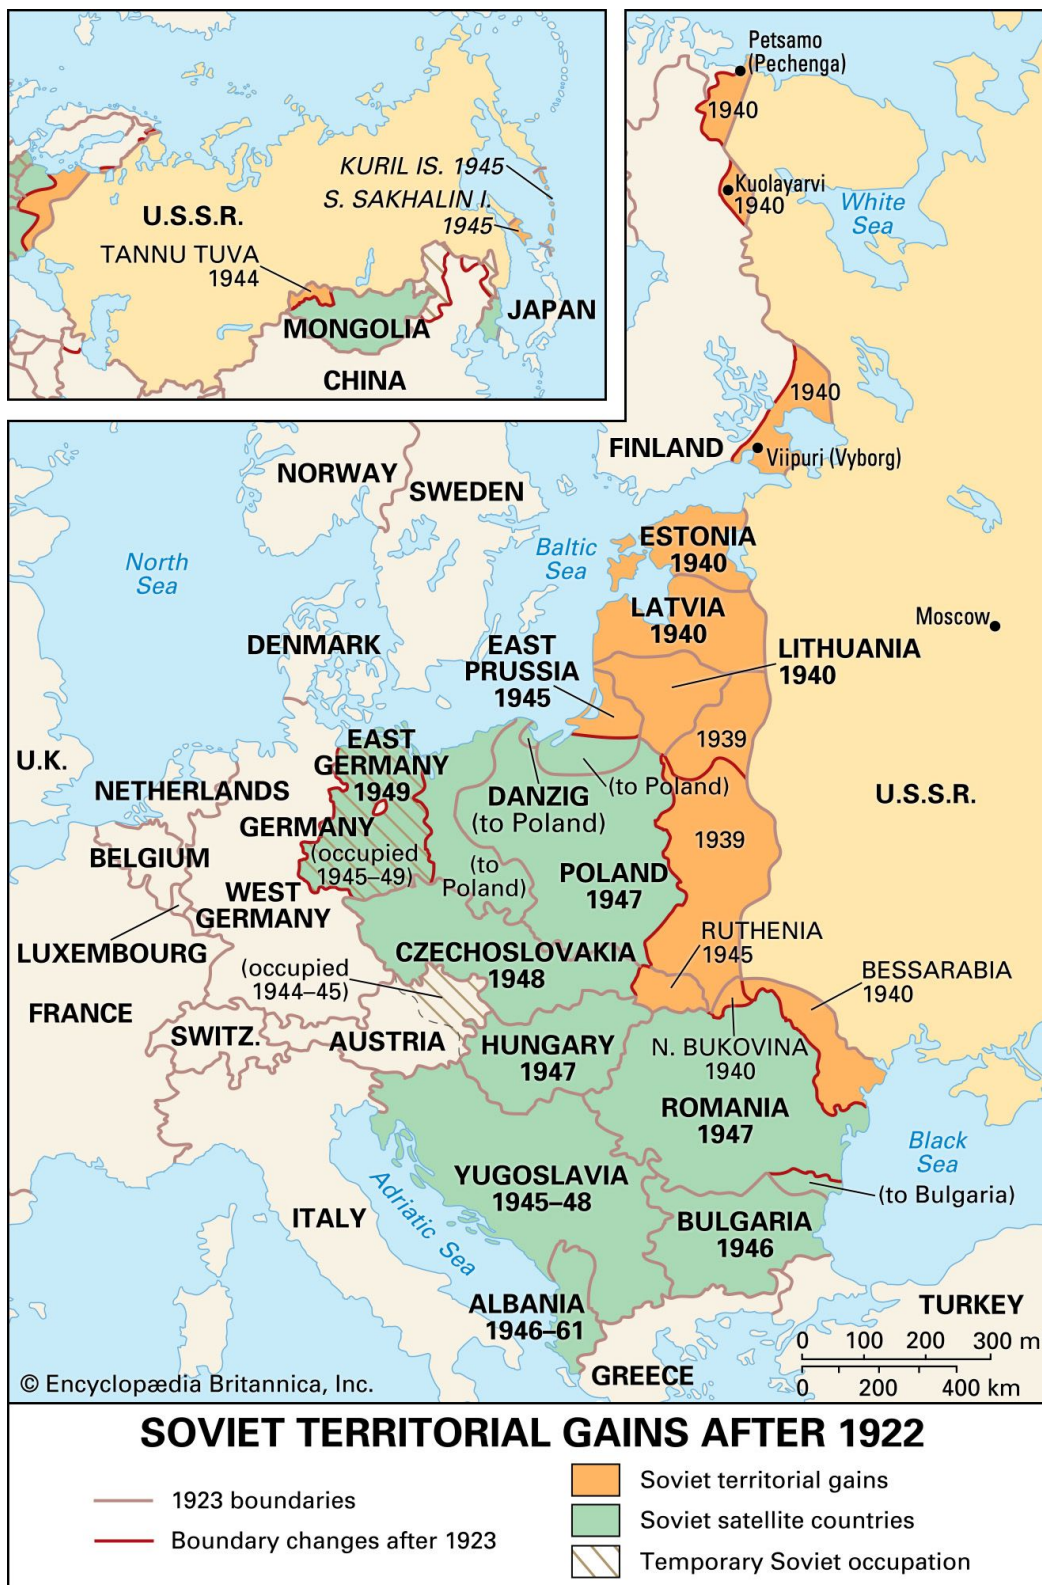 KURIL IS. 1945
S. SAKHALIN I.
1945
U.S.S.R.
TANNU TUVA
1944
MONGOLIA
JAPAN
CHINA
Petsamo
(Pechenga)
1940
Kuolayarvi
1940
White
Sea
1940
FINLAND
Viipuri (Vyborg)
NORWAY
SWEDEN
North
Sea
Baltic
Sea
ESTONIA
1940
LATVIA
1940
Moscow
DENMARK
EAST
PRUSSIA
1945
LITHUANIA
1940
U.K.
EAST
GERMANY
1949
1939
NETHERLANDS
DANZIG
(to Poland)
(to Poland)
U.S.S.R.
GERMANY
(occupied
1945–49)
1939
BELGIUM
(to
Poland)
POLAND
1947
WEST
GERMANY
LUXEMBOURG
RUTHENIA
1945
CZECHOSLOVAKIA
1948
(occupied
1944–45)
BESSARABIA
1940
FRANCE
SWITZ.
AUSTRIA
HUNGARY
1947
N. BUKOVINA
1940
ROMANIA
1947
Black
Sea
YUGOSLAVIA
1945–48
(to Bulgaria)
Adriatic Sea
ITALY
BULGARIA
1946
ALBANIA
1946–61
TURKEY
GREECE
0 100 200 300 m
0 200 400 km
© Encyclopædia Britannica, Inc.
SOVIET TERRITORIAL GAINS AFTER 1922
1923 boundaries
Boundary changes after 1923
Soviet territorial gains
Soviet satellite countries
Temporary Soviet occupation